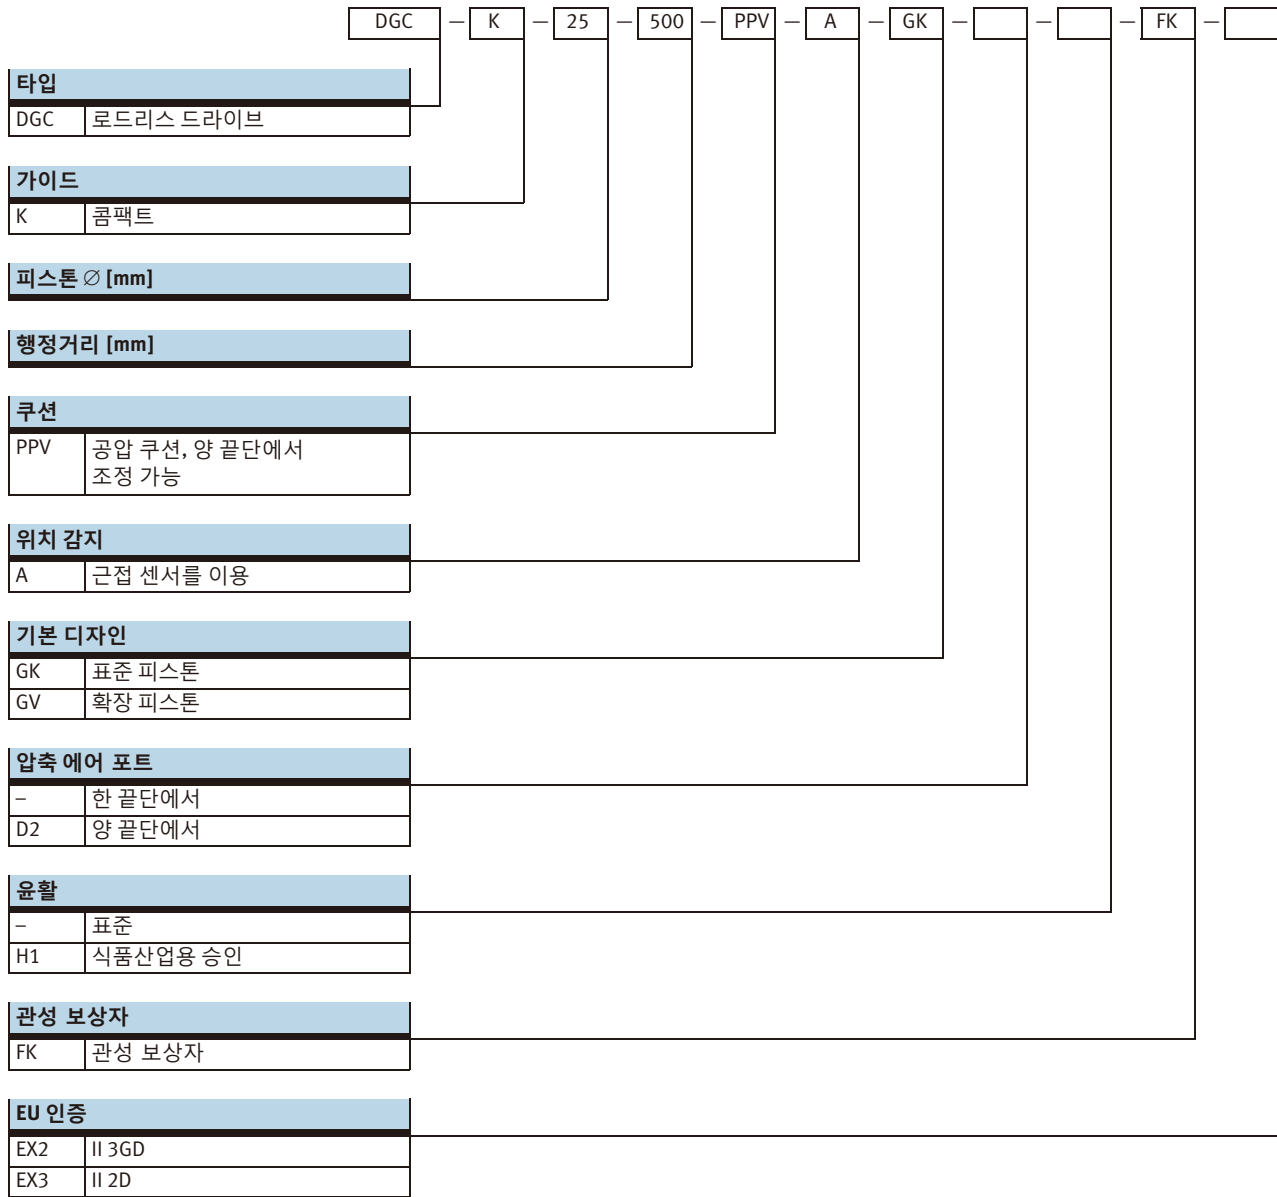 DGC – K – 25 – 500 – PPV – A – GK – – – FK –
타입
DGC 로드리스 드라이브
가이드
K 콤팩트
피스톤 ∅ [mm]
행정거리 [mm]
쿠션
PPV 공압 쿠션, 양 끝단에서
조정 가능
위치 감지
A 근접 센서를 이용
기본 디자인
GK 표준 피스톤
GV 확장 피스톤
압축 에어 포트
– 한 끝단에서
D2 양 끝단에서
윤활
– 표준
H1 식품산업용 승인
관성 보상자
FK 관성 보상자
EU 인증
EX2 II 3GD
EX3 II 2D